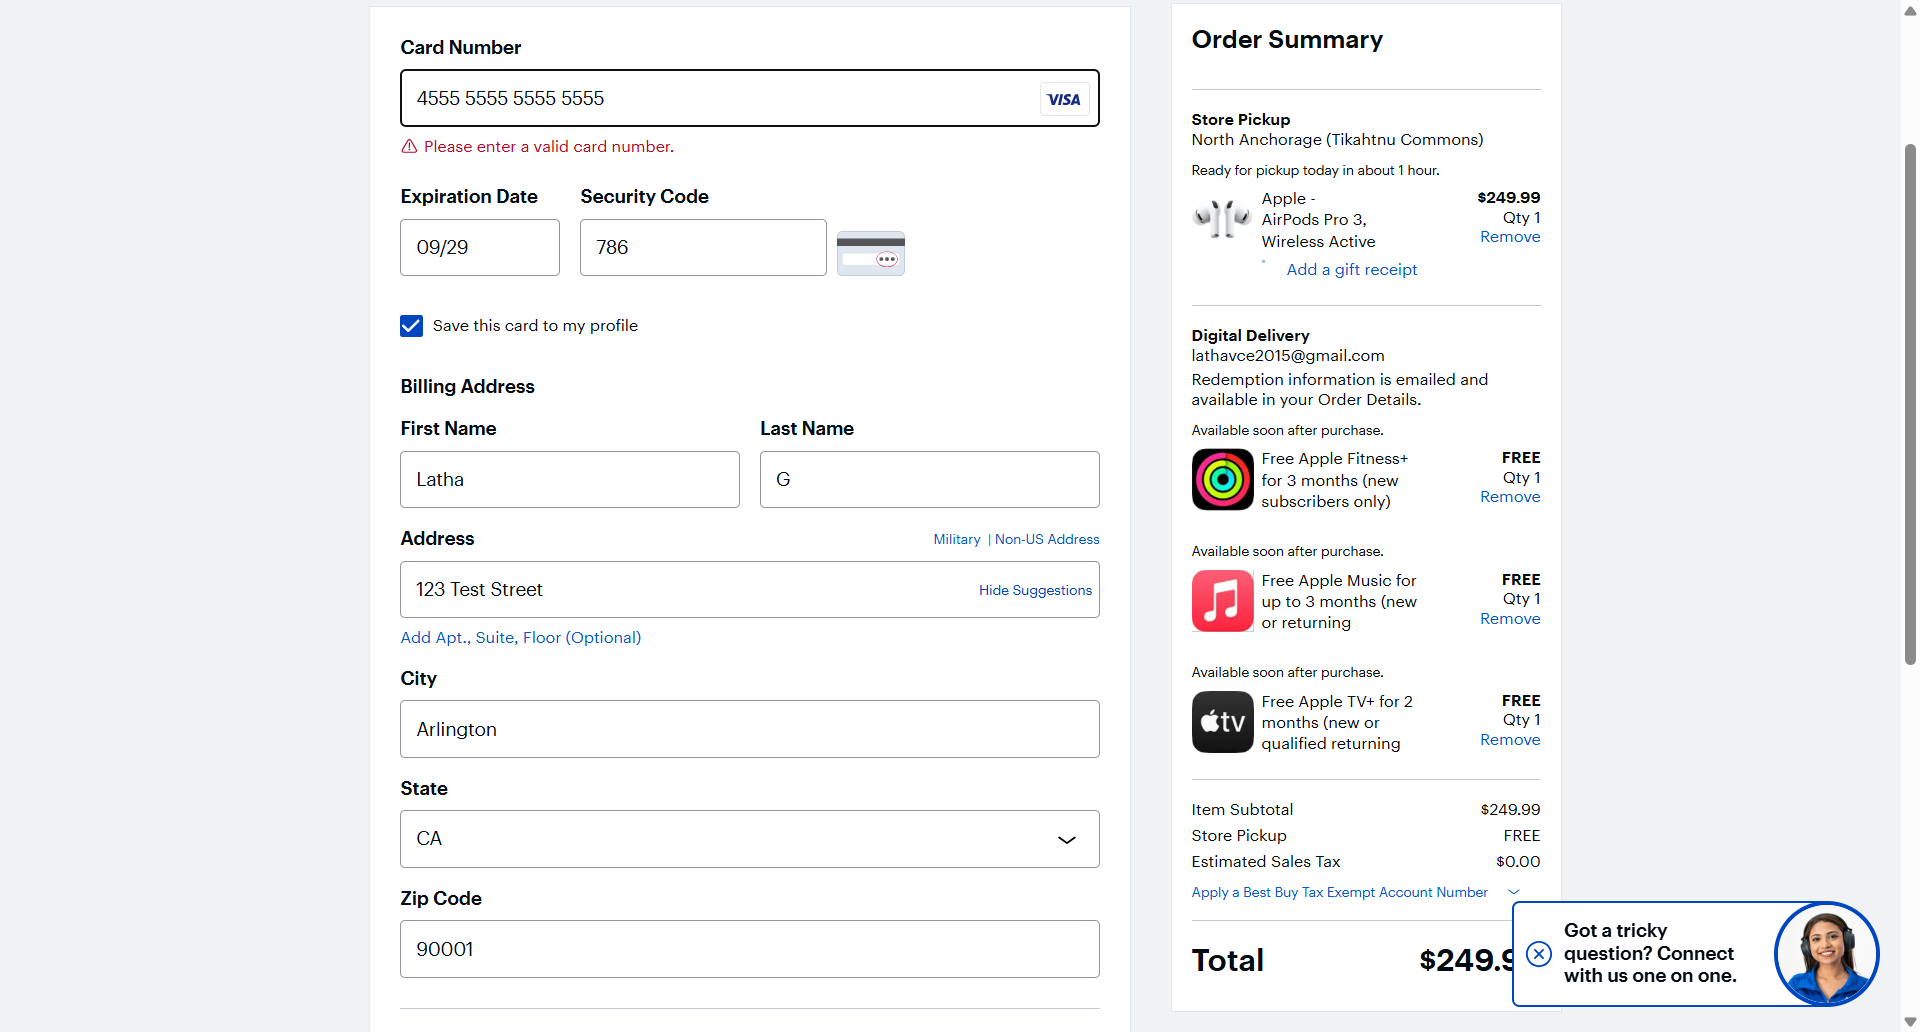 Card Number
4555 5555 5555 5555
VISA
Please enter a valid card number.
Expiration Date
Security Code
09/29
786
Save this card to my profile
Billing Address
First Name
Last Name
Latha
G
Address
Military | Non-US Address
123 Test Street
Hide Suggestions
Add Apt., Suite, Floor (Optional)
City
Arlington
State
CA
Zip Code
90001
Order Summary
Store Pickup
North Anchorage (Tikahtnu Commons)
Ready for pickup today in about 1 hour.
Apple -
AirPods Pro 3,
Wireless Active
$249.99
Qty 1
Remove
Add a gift receipt
Digital Delivery
lathavce2015@gmail.com
Redemption information is emailed and
available in your Order Details.
Available soon after purchase.
Free Apple Fitness+
for 3 months (new
subscribers only)
FREE
Qty 1
Remove
Available soon after purchase.
Free Apple Music for
up to 3 months (new
or returning
FREE
Qty 1
Remove
Available soon after purchase.
tv
Free Apple TV+ for 2
months (new or
qualified returning
FREE
Qty 1
Remove
Item Subtotal $249.99
Store Pickup FREE
Estimated Sales Tax $0.00
Apply a Best Buy Tax Exempt Account Number
Total $249.9
Got a tricky
question? Connect
with us one on one.